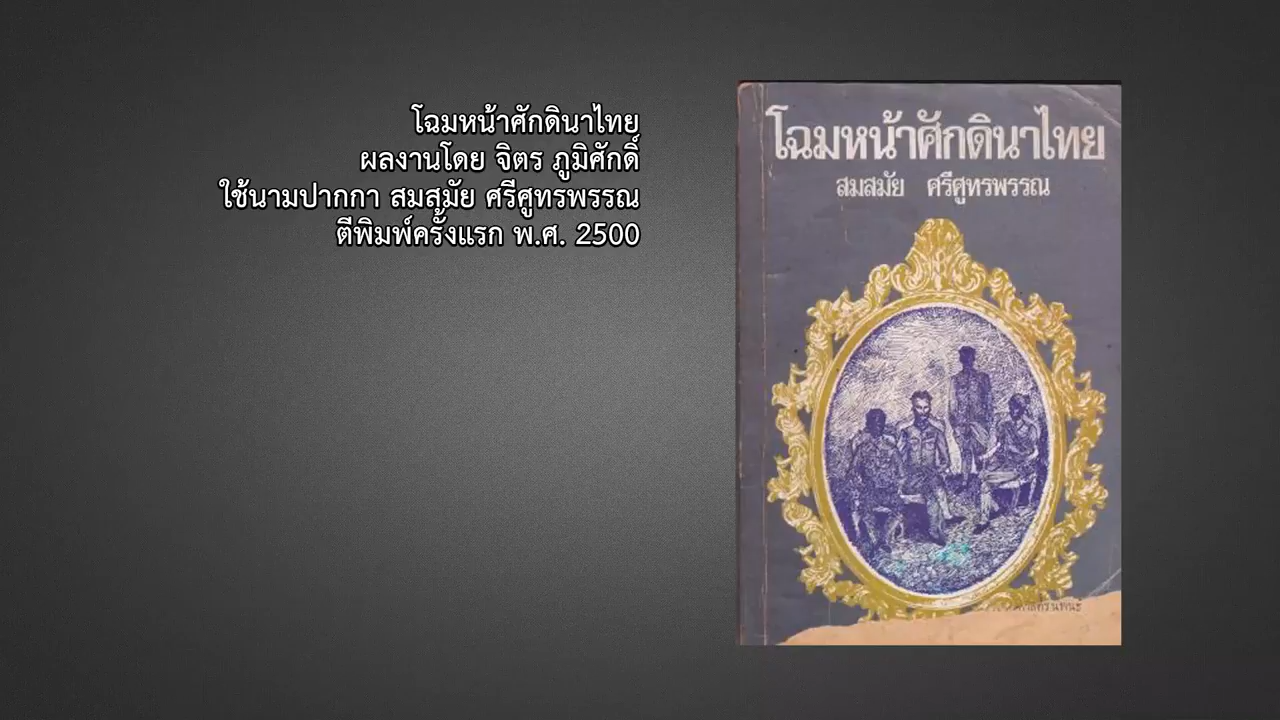 โฉมหน้าศักดินาไทย
ผลงานโดย จิตร ภูมิศักดิ์
ใช้นามปากกา สมสมัย ศรีศูทรพรรณ
ตีพิมพ์ครั้งแรก พ.ศ. 2500
โฉมหน้าศักดินาไทย
สมสมัย ศรีศูทรพรรณ